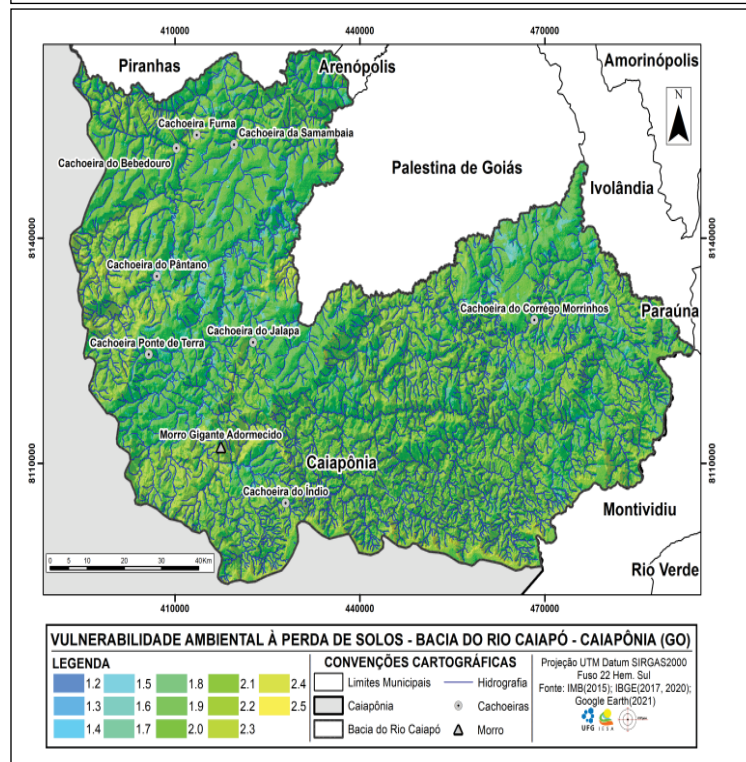 410000 440000 470000
Piranhas
Arenópolis
Amorinópolis
N
Cachoeira Furna
Cachoeira da Samambaia
Cachoeira do Bebedouro
Palestina de Goiás
Ivolândia
8140000 8140000
Cachoeira do Pântano
Cachoeira do Corrégo Morrinhos
Paraúna
Cachoeira do Jalapa
Cachoeira Ponte de Terra
Morro Gigante Adormecido
Caiapônia
8110000 8110000
Cachoeira do Índio
Montividiu
0 5 10 20 30 40 Km
Rio Verde
410000 440000 470000
VULNERABILIDADE AMBIENTAL À PERDA DE SOLOS - BACIA DO RIO CAIAPÓ - CAIAPÔNIA (GO)
LEGENDA
1.2 1.5 1.8 2.1 2.4
1.3 1.6 1.9 2.2 2.5
1.4 1.7 2.0 2.3
CONVENÇÕES CARTOGRÁFICAS
Limites Municipais Hidrografia
Caiapônia Cachoeiras
Bacia do Rio Caiapó Morro
Projeção UTM Datum SIRGAS2000
Fuso 22 Hem. Sul
Fonte: IMB(2015); IBGE(2017, 2020);
Google Earth(2021)
UFG